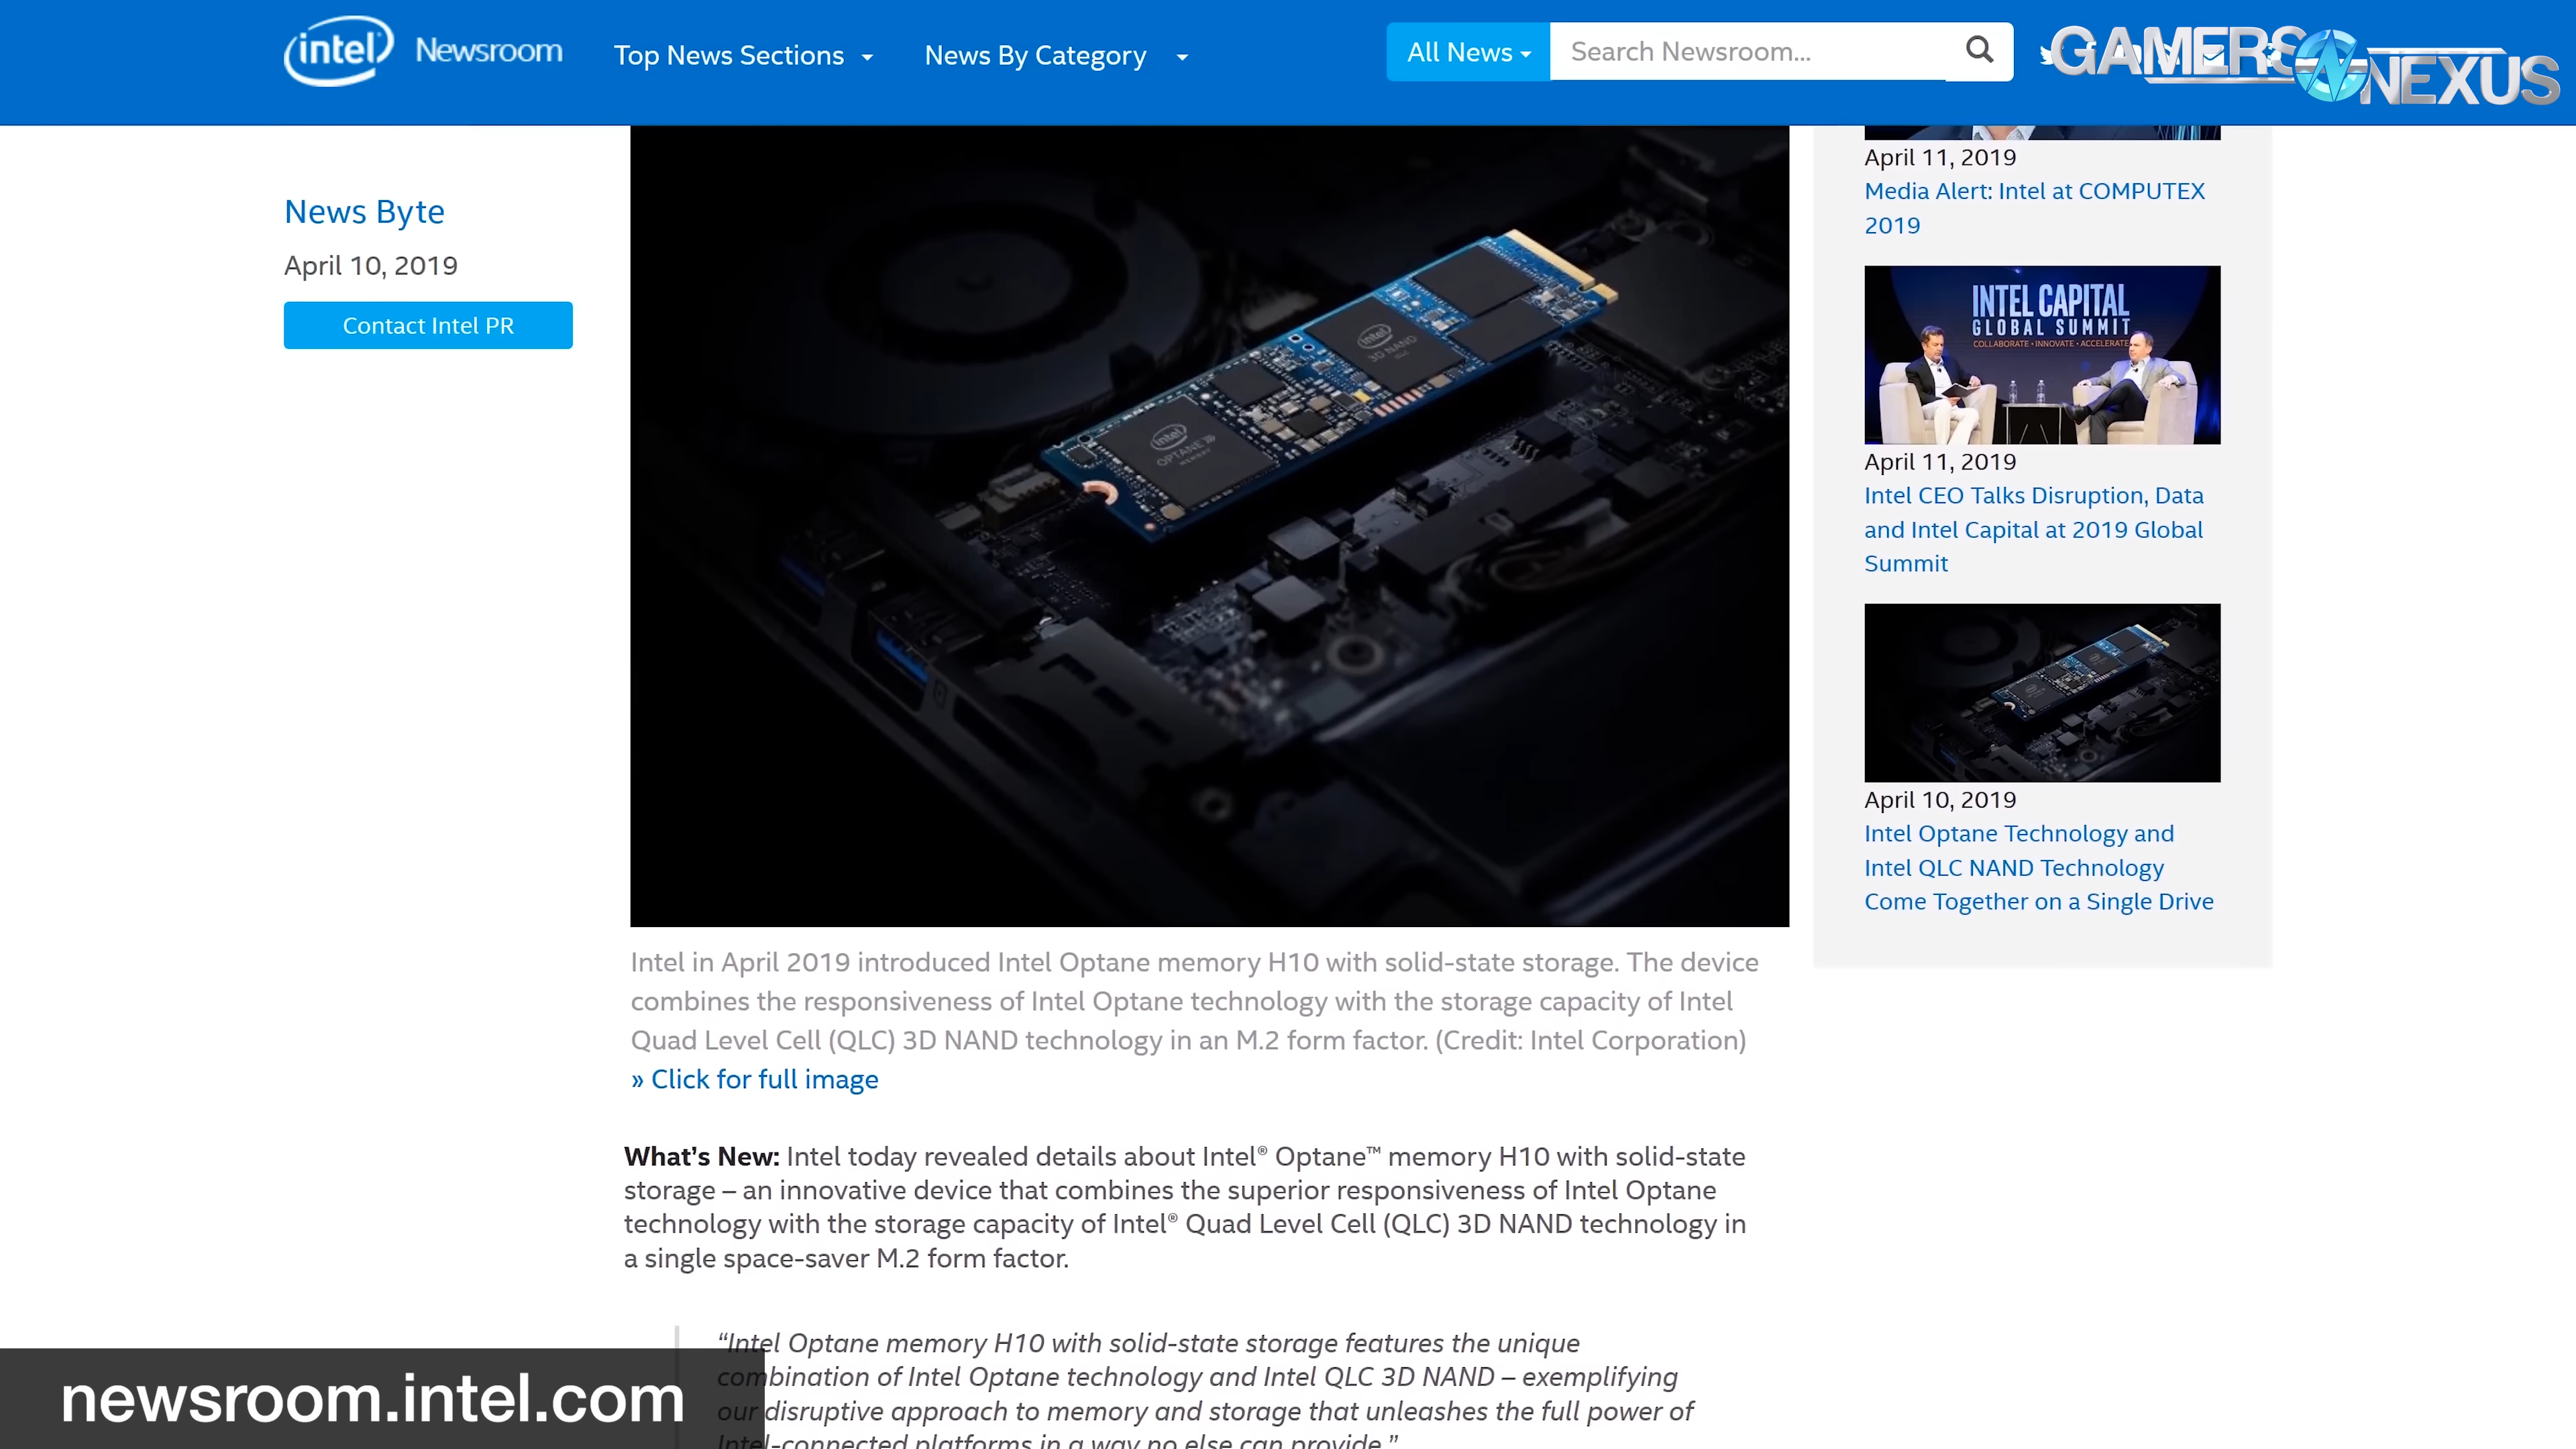 intel Newsroom
Top News Sections
News By Category
All News
Search Newsroom...
GAMERS NEXUS
News Byte
April 10, 2019
Contact Intel PR
intel
3D NAND
intel
OPTANE
MEMORY
Intel in April 2019 introduced Intel Optane memory H10 with solid-state storage. The device
combines the responsiveness of Intel Optane technology with the storage capacity of Intel
Quad Level Cell (QLC) 3D NAND technology in an M.2 form factor. (Credit: Intel Corporation)
» Click for full image
What’s New: Intel today revealed details about Intel® Optane™ memory H10 with solid-state
storage – an innovative device that combines the superior responsiveness of Intel Optane
technology with the storage capacity of Intel® Quad Level Cell (QLC) 3D NAND technology in
a single space-saver M.2 form factor.
“Intel Optane memory H10 with solid-state storage features the unique
combination of Intel Optane technology and Intel QLC 3D NAND – exemplifying
our disruptive approach to memory and storage that unleashes the full power of
Intel-connected platforms in a way no else can provide.”
April 11, 2019
Media Alert: Intel at COMPUTEX
2019
INTEL CAPITAL
GLOBAL SUMMIT
COLLABORATE • INNOVATE • ACCELERATE
April 11, 2019
Intel CEO Talks Disruption, Data
and Intel Capital at 2019 Global
Summit
April 10, 2019
Intel Optane Technology and
Intel QLC NAND Technology
Come Together on a Single Drive
newsroom.intel.com